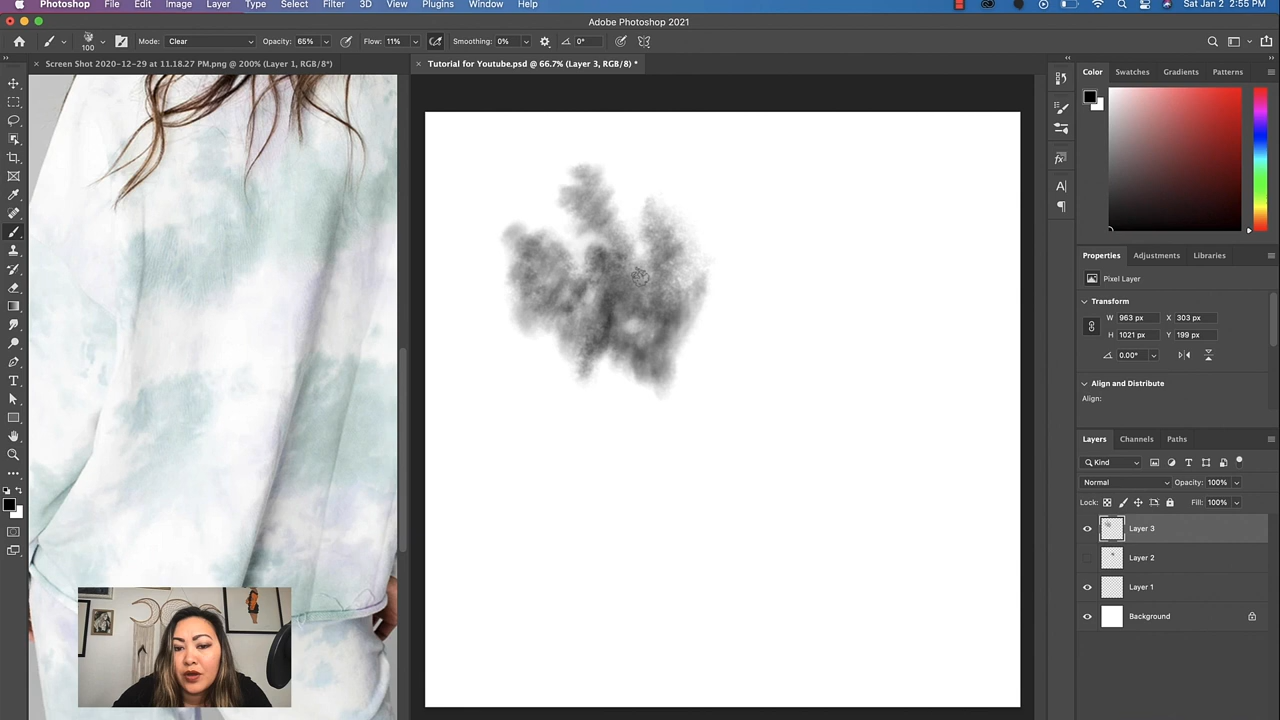 Photoshop File Edit Image Layer Type Select Filter 3D View Plugins Window Help Sat Jan 2 2:55 PM
Adobe Photoshop 2021
100 Mode: Clear Opacity: 65% Flow: 11% Smoothing: 0% 0°
Screen Shot 2020-12-29 at 11.18.27 PM.png @ 200% (Layer 1, RGB/8*)
Tutorial for Youtube.psd @ 66.7% (Layer 3, RGB/8) *
Color Swatches Gradients Patterns
Properties Adjustments Libraries
Pixel Layer
Transform
W 963 px X 303 px
H 1021 px Y 199 px
0.00°
Align and Distribute
Align:
Layers Channels Paths
Kind
Normal Opacity: 100%
Lock: Fill: 100%
Layer 3
Layer 2
Layer 1
Background